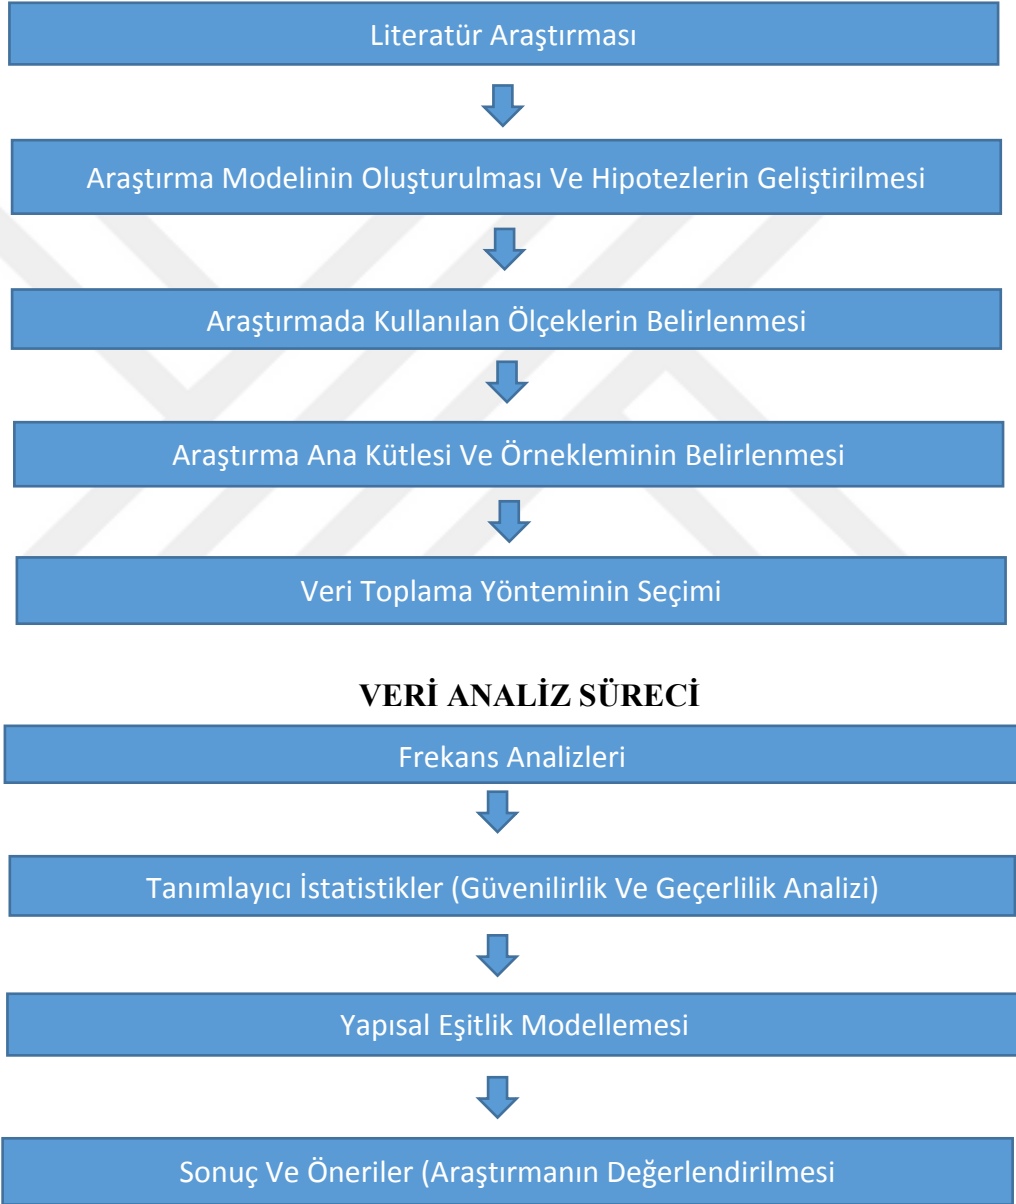 Literatür Araştırması
Araştırma Modelinin Oluşturulması Ve Hipotezlerin Geliştirilmesi
Araştırmada Kullanılan Ölçeklerin Belirlenmesi
Araştırma Ana Kütlesi Ve Örnekleminin Belirlenmesi
Veri Toplama Yönteminin Seçimi
VERİ ANALİZ SÜRECİ
Frekans Analizleri
Tanımlayıcı İstatistikler (Güvenilirlik Ve Geçerlilik Analizi)
Yapısal Eşitlik Modellemesi
Sonuç Ve Öneriler (Araştırmanın Değerlendirilmesi